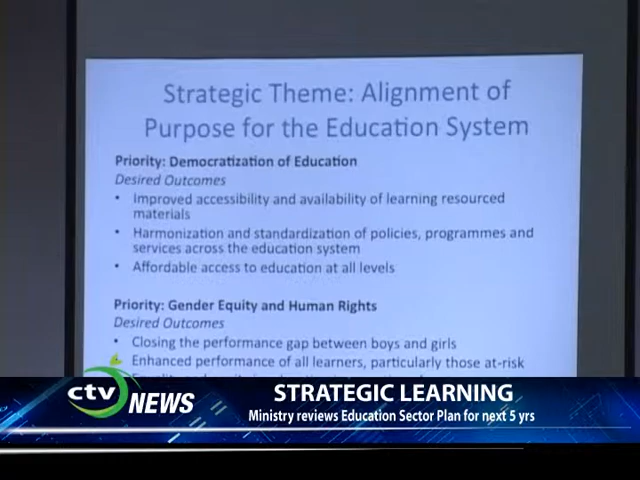 Strategic Theme: Alignment of
Purpose for the Education System
Priority: Democratization of Education
Desired Outcomes
• Improved accessibility and availability of learning resourced
materials
• Harmonization and standardization of policies, programmes and
services across the education system
• Affordable access to education at all levels
Priority: Gender Equity and Human Rights
Desired Outcomes
• Closing the performance gap between boys and girls
• Enhanced performance of all learners, particularly those at-risk
ctv NEWS
STRATEGIC LEARNING
Ministry reviews Education Sector Plan for next 5 yrs